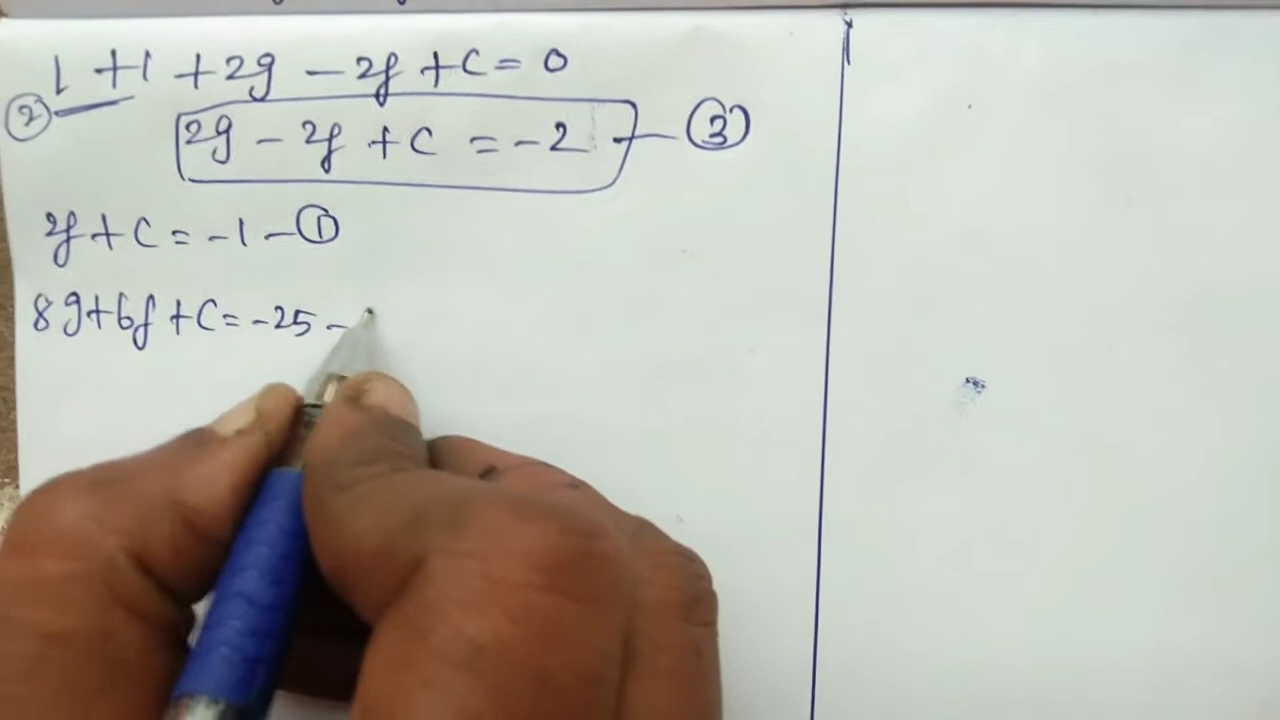 1 + 1 + 2g - 2f + C = 0
②
2g - 2f + C = -2 - ③
2f + C = -1 - ①
8g + 6f + C = -25 -